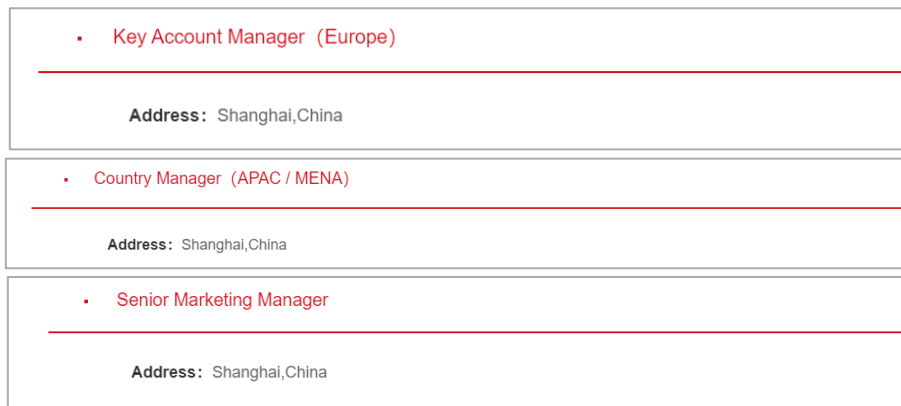 ▪ Key Account Manager（Europe）
Address： Shanghai,China
▪ Country Manager（APAC / MENA）
Address： Shanghai,China
▪ Senior Marketing Manager
Address： Shanghai,China